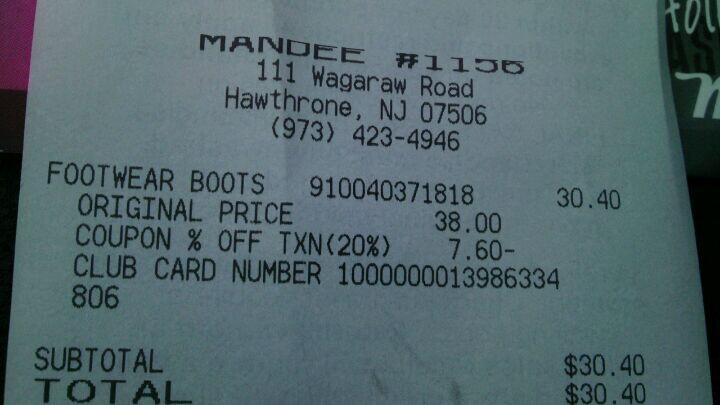 MANDEE #1156
111 Wagaraw Road
Hawthrone, NJ 07506
(973) 423-4946
FOOTWEAR BOOTS 910040371818 30.40
ORIGINAL PRICE 38.00
COUPON % OFF TXN(20%) 7.60-
CLUB CARD NUMBER 1000000013986334
806
SUBTOTAL $30.40
TOTAL $30.40